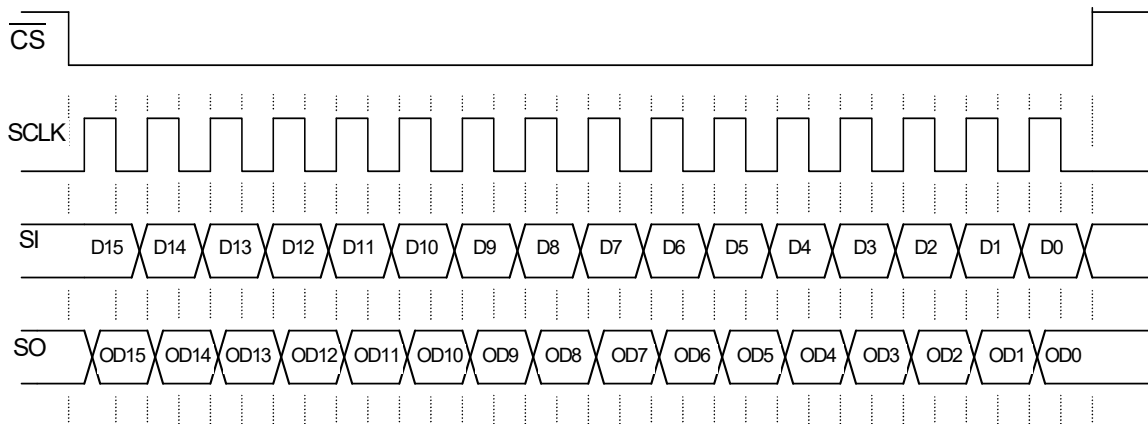 CS
SCLK
SI D15 D14 D13 D12 D11 D10 D9 D8 D7 D6 D5 D4 D3 D2 D1 D0
SO OD15 OD14 OD13 OD12 OD11 OD10 OD9 OD8 OD7 OD6 OD5 OD4 OD3 OD2 OD1 OD0